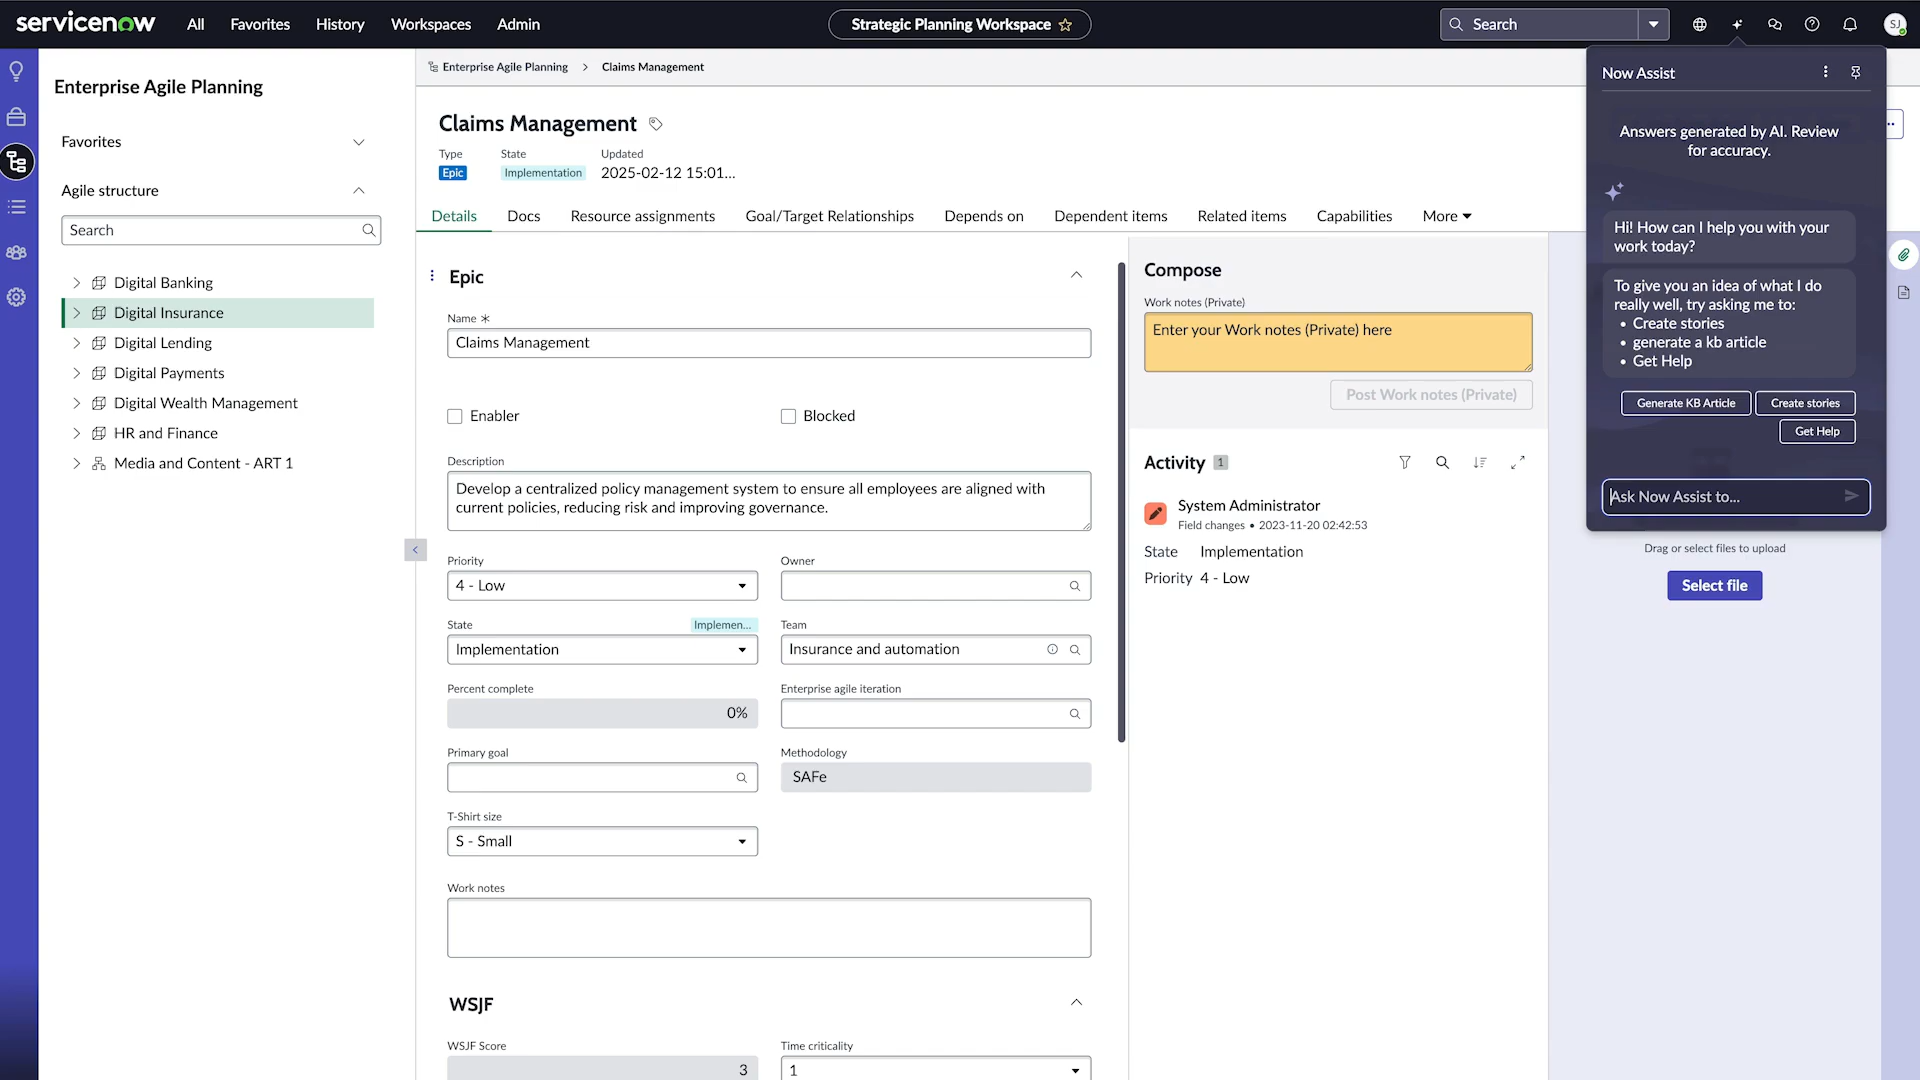 servicenow
All
Favorites
History
Workspaces
Admin
Strategic Planning Workspace
Search
SJ
Enterprise Agile Planning
Favorites
Agile structure
Search
Digital Banking
Digital Insurance
Digital Lending
Digital Payments
Digital Wealth Management
HR and Finance
Media and Content - ART 1
Enterprise Agile Planning > Claims Management
Claims Management
Type
State
Updated
Epic
Implementation
2025-02-12 15:01...
Details
Docs
Resource assignments
Goal/Target Relationships
Depends on
Dependent items
Related items
Capabilities
More
Epic
Name *
Claims Management
Enabler
Blocked
Description
Develop a centralized policy management system to ensure all employees are aligned with
current policies, reducing risk and improving governance.
Priority
4 - Low
Owner
State
Implemen...
Implementation
Team
Insurance and automation
Percent complete
0%
Enterprise agile iteration
Primary goal
Methodology
SAFe
T-Shirt size
S - Small
Work notes
WSJF
WSJF Score
3
Time criticality
1
Compose
Work notes (Private)
Enter your Work notes (Private) here
Post Work notes (Private)
Activity 1
System Administrator
Field changes • 2023-11-20 02:42:53
State Implementation
Priority 4 - Low
Now Assist
Answers generated by AI. Review
for accuracy.
Hi! How can I help you with your
work today?
To give you an idea of what I do
really well, try asking me to:
• Create stories
• generate a kb article
• Get Help
Generate KB Article
Create stories
Get Help
Ask Now Assist to...
Drag or select files to upload
Select file